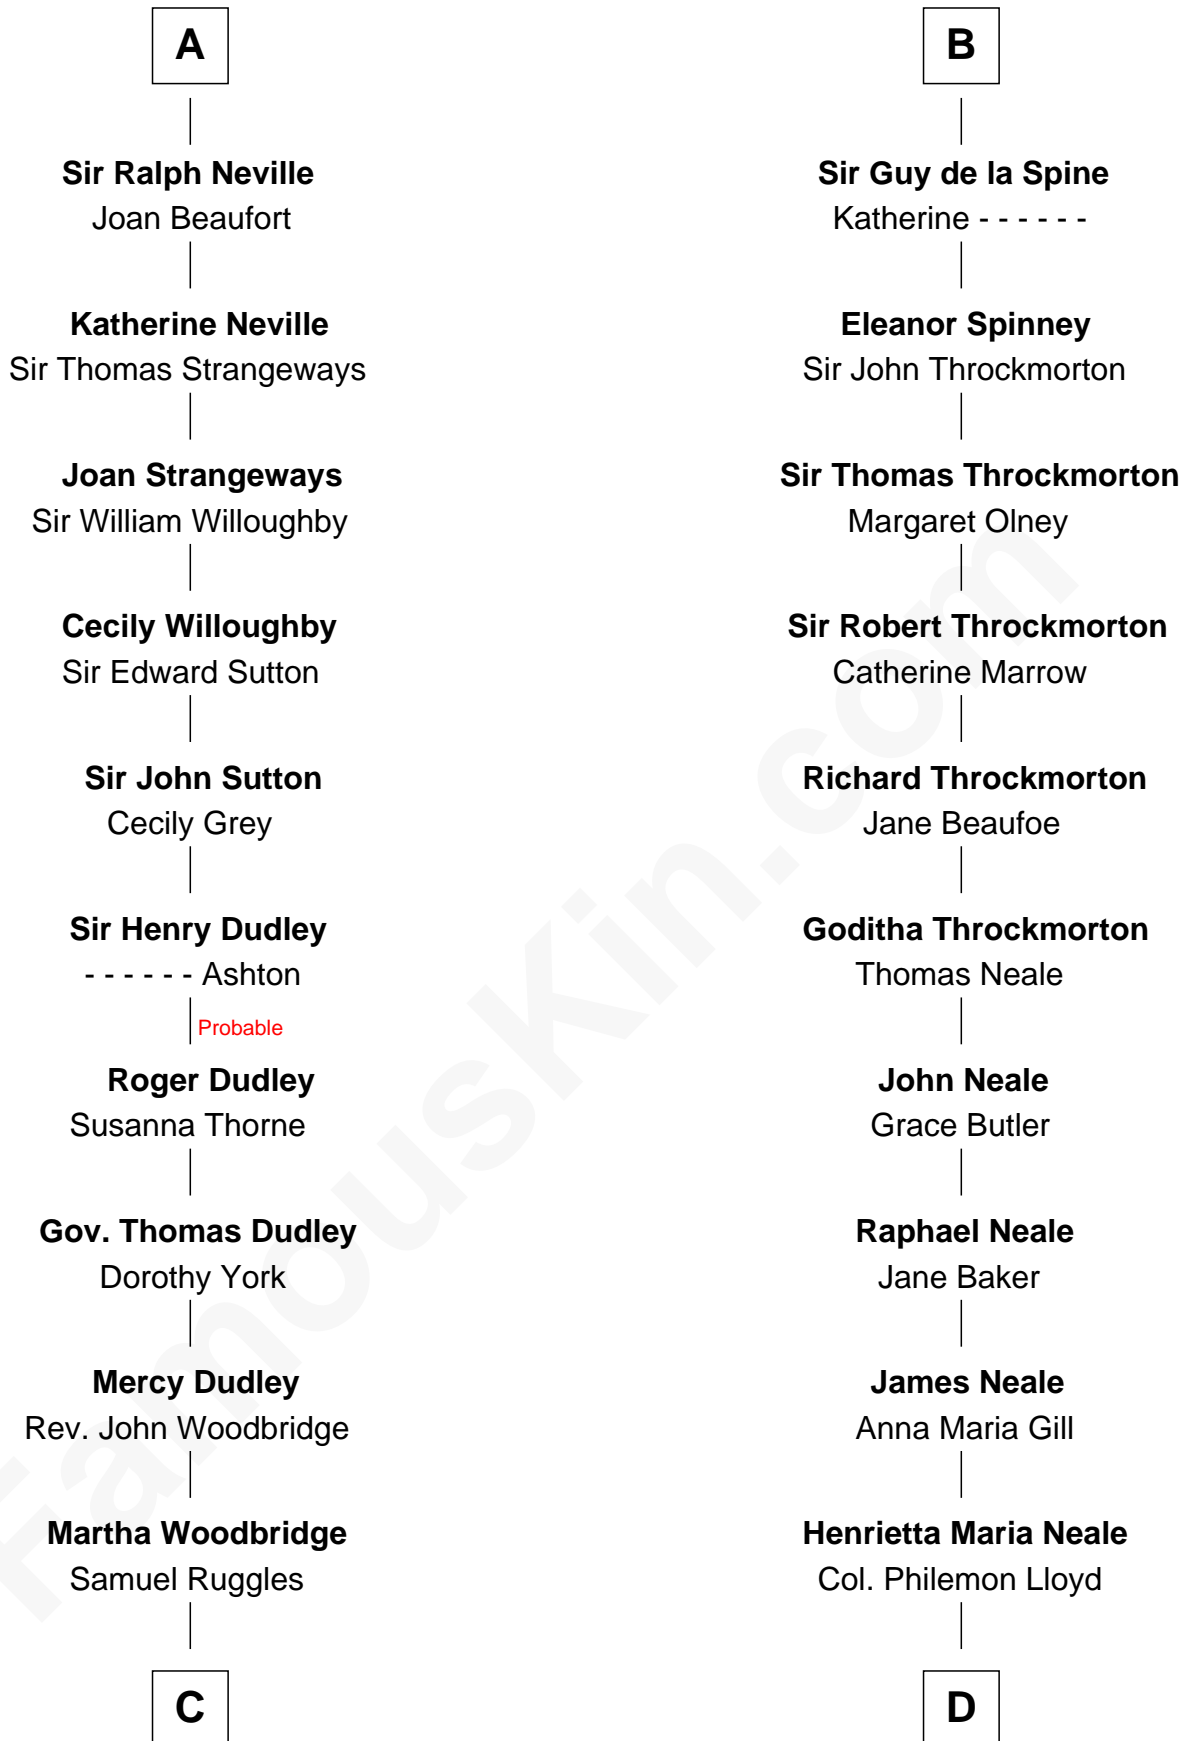 A
Sir Ralph Neville
Joan Beaufort
Katherine Neville
Sir Thomas Strangeways
Joan Strangeways
Sir William Willoughby
Cecily Willoughby
Sir Edward Sutton
Sir John Sutton
Cecily Grey
Sir Henry Dudley
- - - - - - Ashton
Probable
Roger Dudley
Susanna Thorne
Gov. Thomas Dudley
Dorothy York
Mercy Dudley
Rev. John Woodbridge
Martha Woodbridge
Samuel Ruggles
C
B
Sir Guy de la Spine
Katherine - - - - - -
Eleanor Spinney
Sir John Throckmorton
Sir Thomas Throckmorton
Margaret Olney
Sir Robert Throckmorton
Catherine Marrow
Richard Throckmorton
Jane Beaufoe
Goditha Throckmorton
Thomas Neale
John Neale
Grace Butler
Raphael Neale
Jane Baker
James Neale
Anna Maria Gill
Henrietta Maria Neale
Col. Philemon Lloyd
D
FamousKin.com